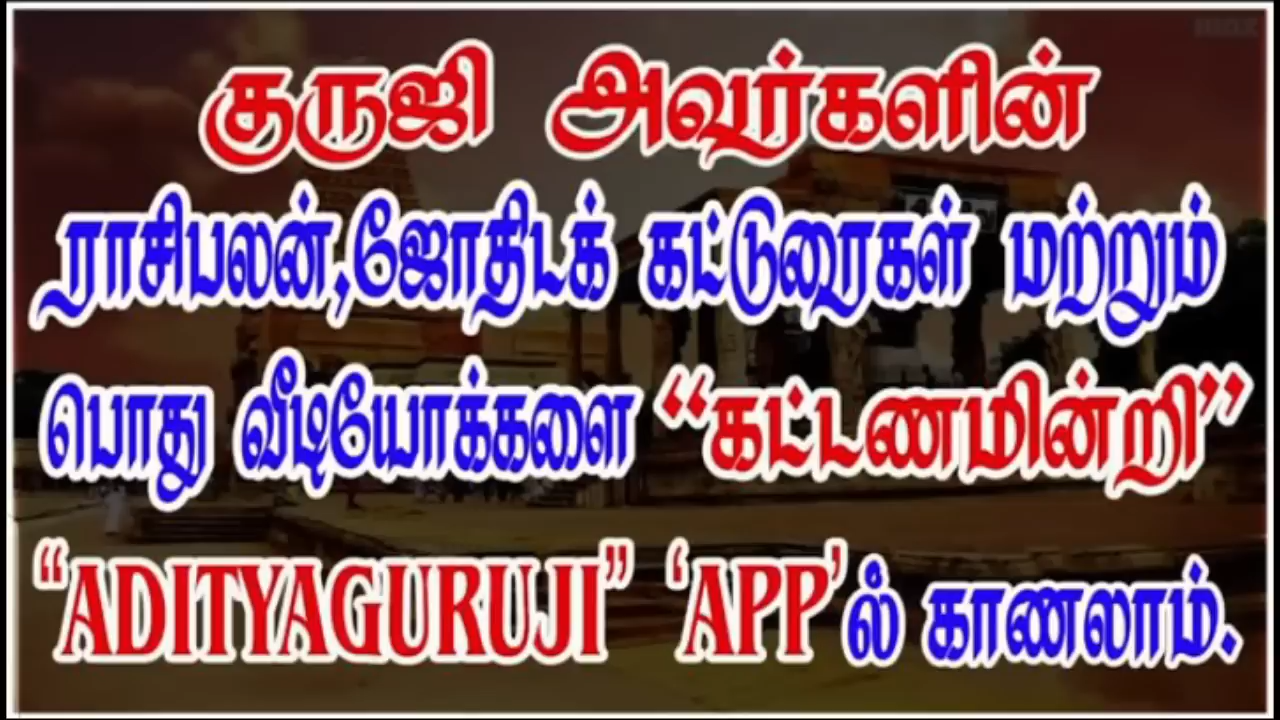 குருஜி அவர்களின்
ராசிபலன்,ஜோதிடக் கட்டுரைகள் மற்றும்
பொது வீடியோக்களை “கட்டணமின்றி”
“ADITYAGURUJI” ‘APP’ல் காணலாம்.